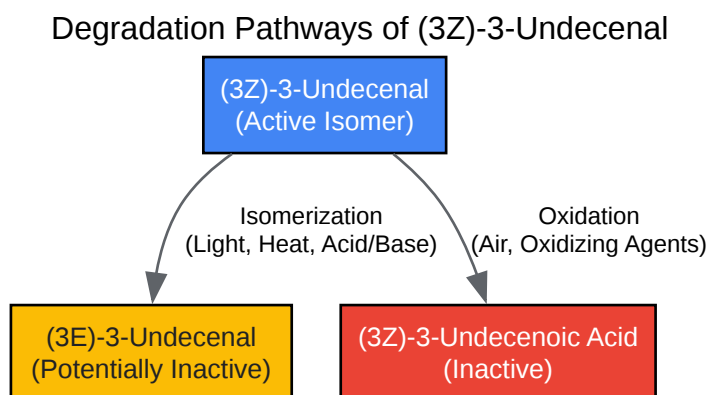 Degradation Pathways of (3Z)-3-Undecenal
(3Z)-3-Undecenal
(Active Isomer)
Isomerization
(Light, Heat, Acid/Base)
Oxidation
(Air, Oxidizing Agents)
(3E)-3-Undecenal
(Potentially Inactive)
(3Z)-3-Undecenoic Acid
(Inactive)